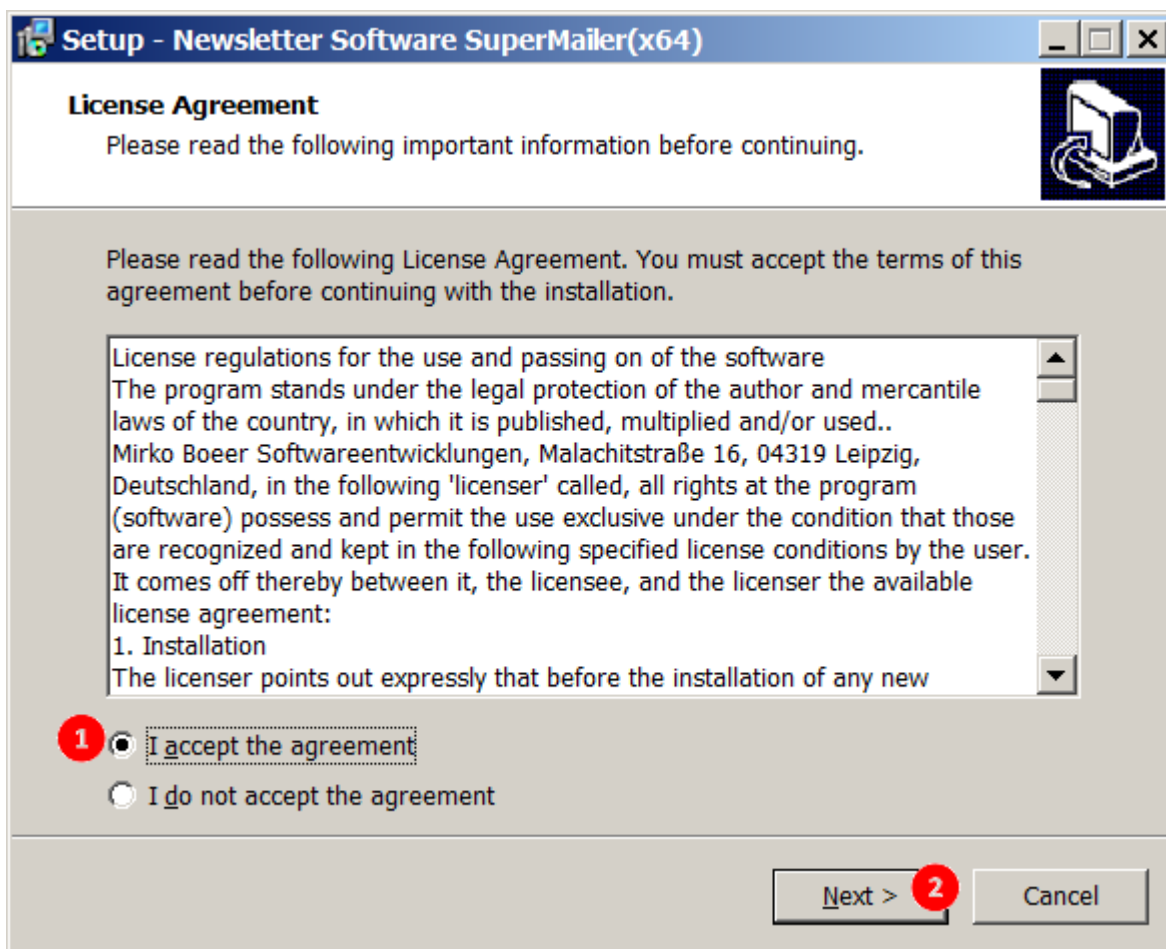 Setup - Newsletter Software SuperMailer(x64)
License Agreement
Please read the following important information before continuing.
Please read the following License Agreement. You must accept the terms of this
agreement before continuing with the installation.
License regulations for the use and passing on of the software
The program stands under the legal protection of the author and mercantile
laws of the country, in which it is published, multiplied and/or used..
Mirko Boeer Softwareentwicklungen, Malachitstraße 16, 04319 Leipzig,
Deutschland, in the following 'licenser' called, all rights at the program
(software) possess and permit the use exclusive under the condition that those
are recognized and kept in the following specified license conditions by the user.
It comes off thereby between it, the licensee, and the licenser the available
license agreement:
1. Installation
The licenser points out expressly that before the installation of any new
1 I accept the agreement
I do not accept the agreement
Next > 2 Cancel